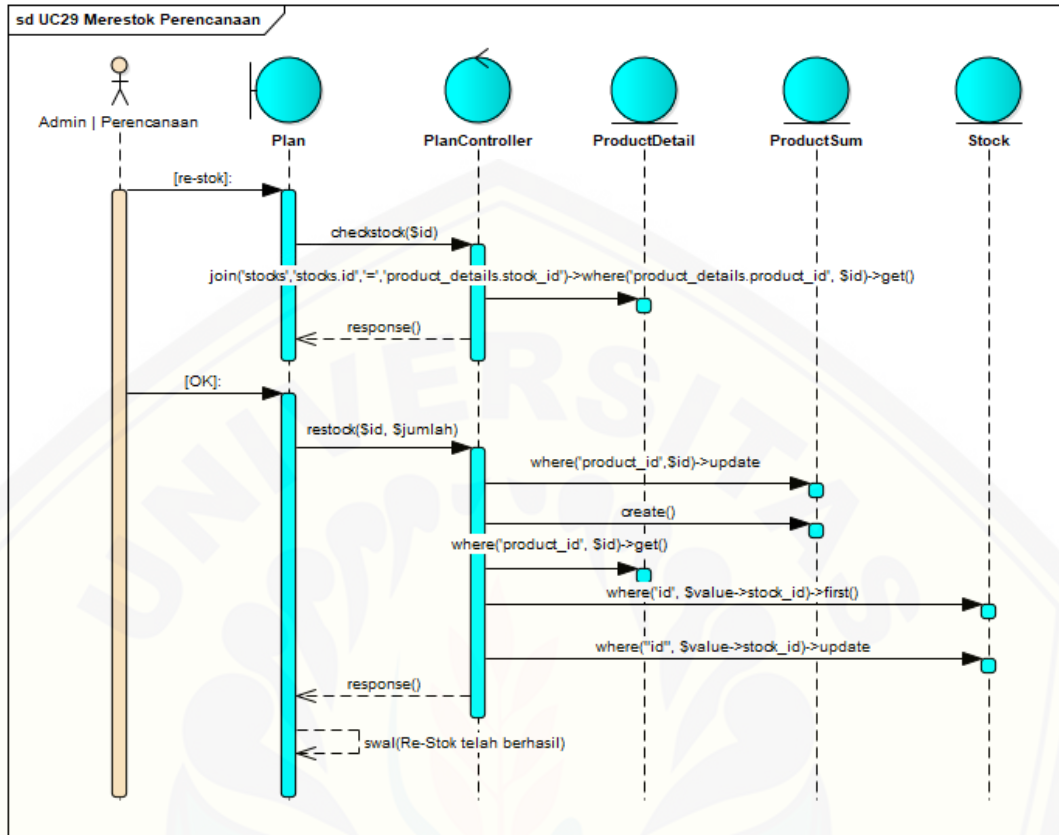 sd UC29 Merestok Perencanaan
Admin | Perencanaan
Plan
PlanController
ProductDetail
ProductSum
Stock
[re-stok]:
checkstock($id)
join('stocks','stocks.id','=','product_details.stock_id')->where('product_details.product_id', $id)->get()
response()
[OK]:
restock($id, $jumlah)
where('product_id',$id)->update
create()
where('product_id', $id)->get()
where('id', $value->stock_id)->first()
where("id"', $value->stock_id)->update
response()
swal(Re-Stok telah berhasil)
UNIVERSITAS